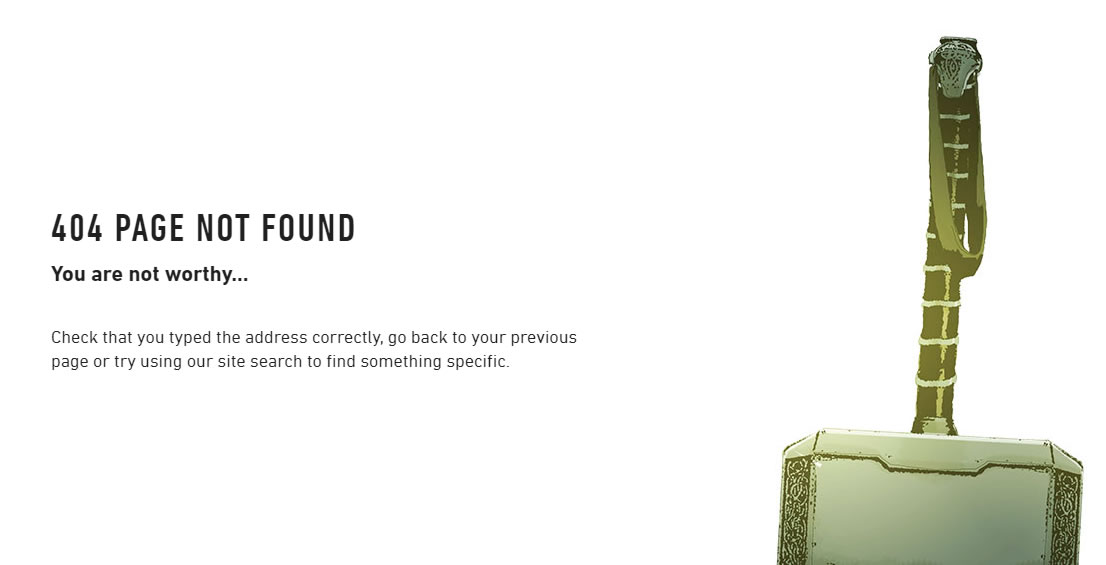 404 PAGE NOT FOUND
You are not worthy...
Check that you typed the address correctly, go back to your previous
page or try using our site search to find something specific.